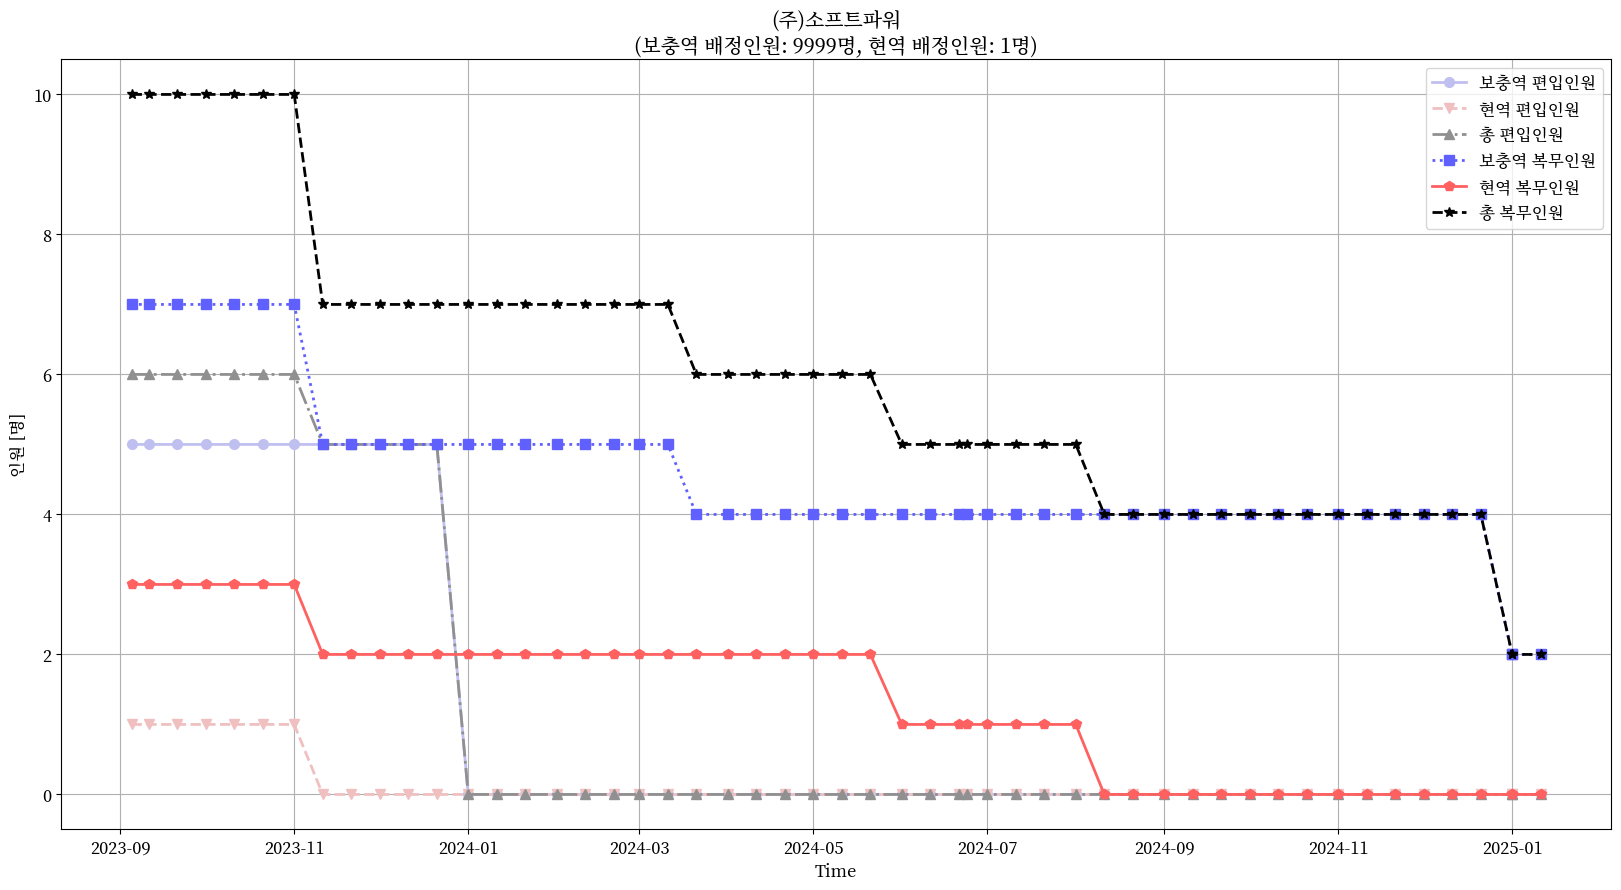 (주)소프트파워
(보충역 배정인원: 9999명, 현역 배정인원: 1명)
보충역 편입인원
현역 편입인원
총 편입인원
보충역 복무인원
현역 복무인원
총 복무인원
인원 [명]
10
8
6
4
2
0
2023-09 2023-11 2024-01 2024-03 2024-05 2024-07 2024-09 2024-11 2025-01
Time